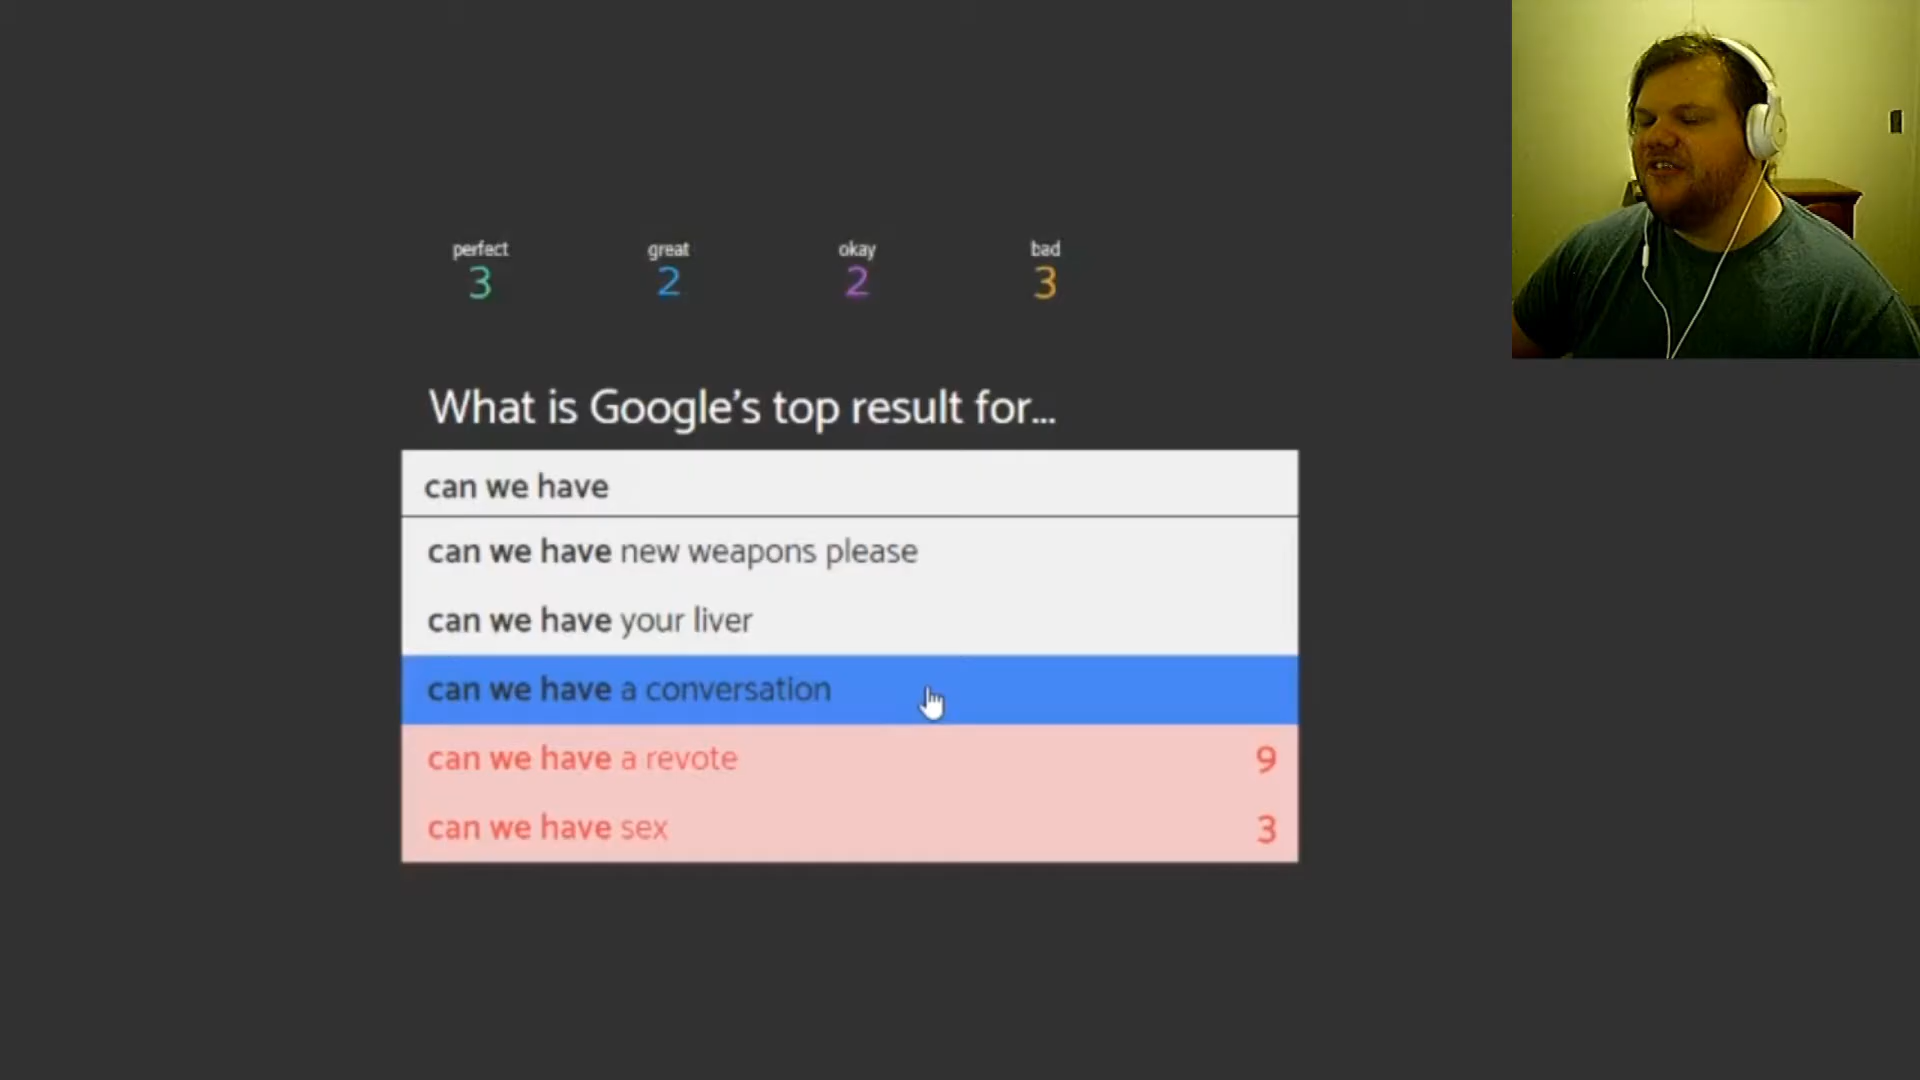 perfect great okay bad
3 2 2 3
What is Google's top result for...
can we have
can we have new weapons please
can we have your liver
can we have a conversation
can we have a revote 9
can we have sex 3